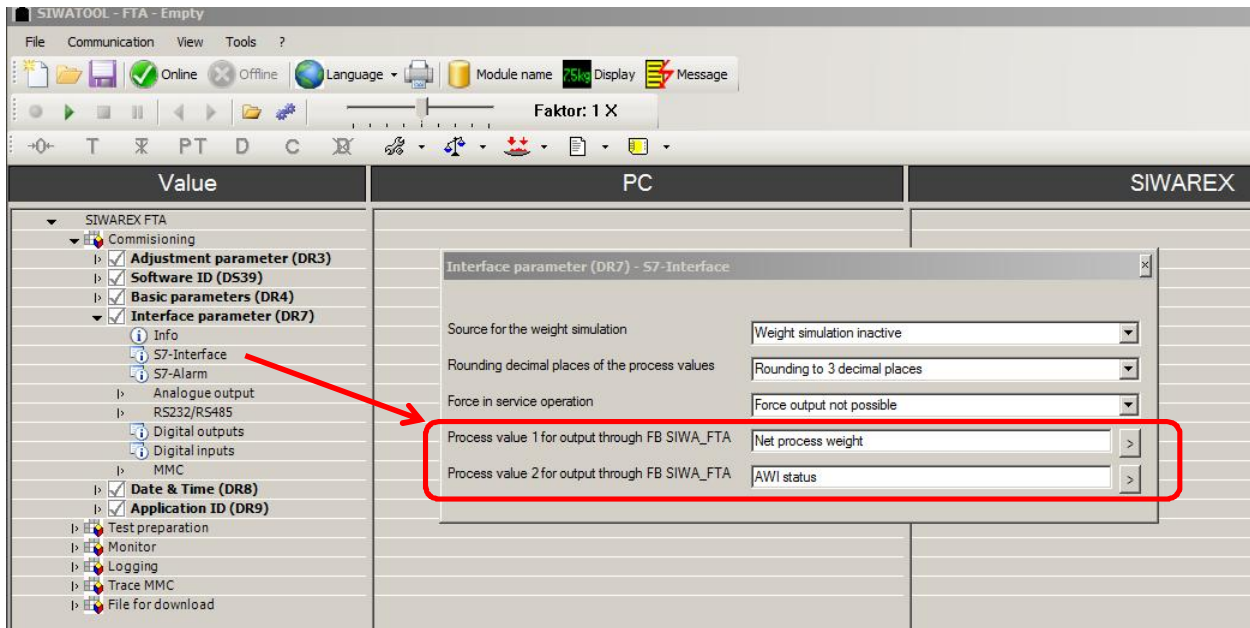 SIWATOOL - FTA - Empty
File Communication View Tools ?
Online Offline Language Module name 75kg Display Message
Faktor: 1 X
→0← T T PT D C D
Value PC SIWAREX
SIWAREX FTA
Commisioning
Adjustment parameter (DR3)
Software ID (DS39)
Basic parameters (DR4)
Interface parameter (DR7)
Info
S7-Interface
S7-Alarm
Analogue output
RS232/RS485
Digital outputs
Digital inputs
MMC
Date & Time (DR8)
Application ID (DR9)
Test preparation
Monitor
Logging
Trace MMC
File for download
Interface parameter (DR7) - S7-Interface
Source for the weight simulation Weight simulation inactive
Rounding decimal places of the process values Rounding to 3 decimal places
Force in service operation Force output not possible
Process value 1 for output through FB SIWA_FTA Net process weight >
Process value 2 for output through FB SIWA_FTA AWI status >